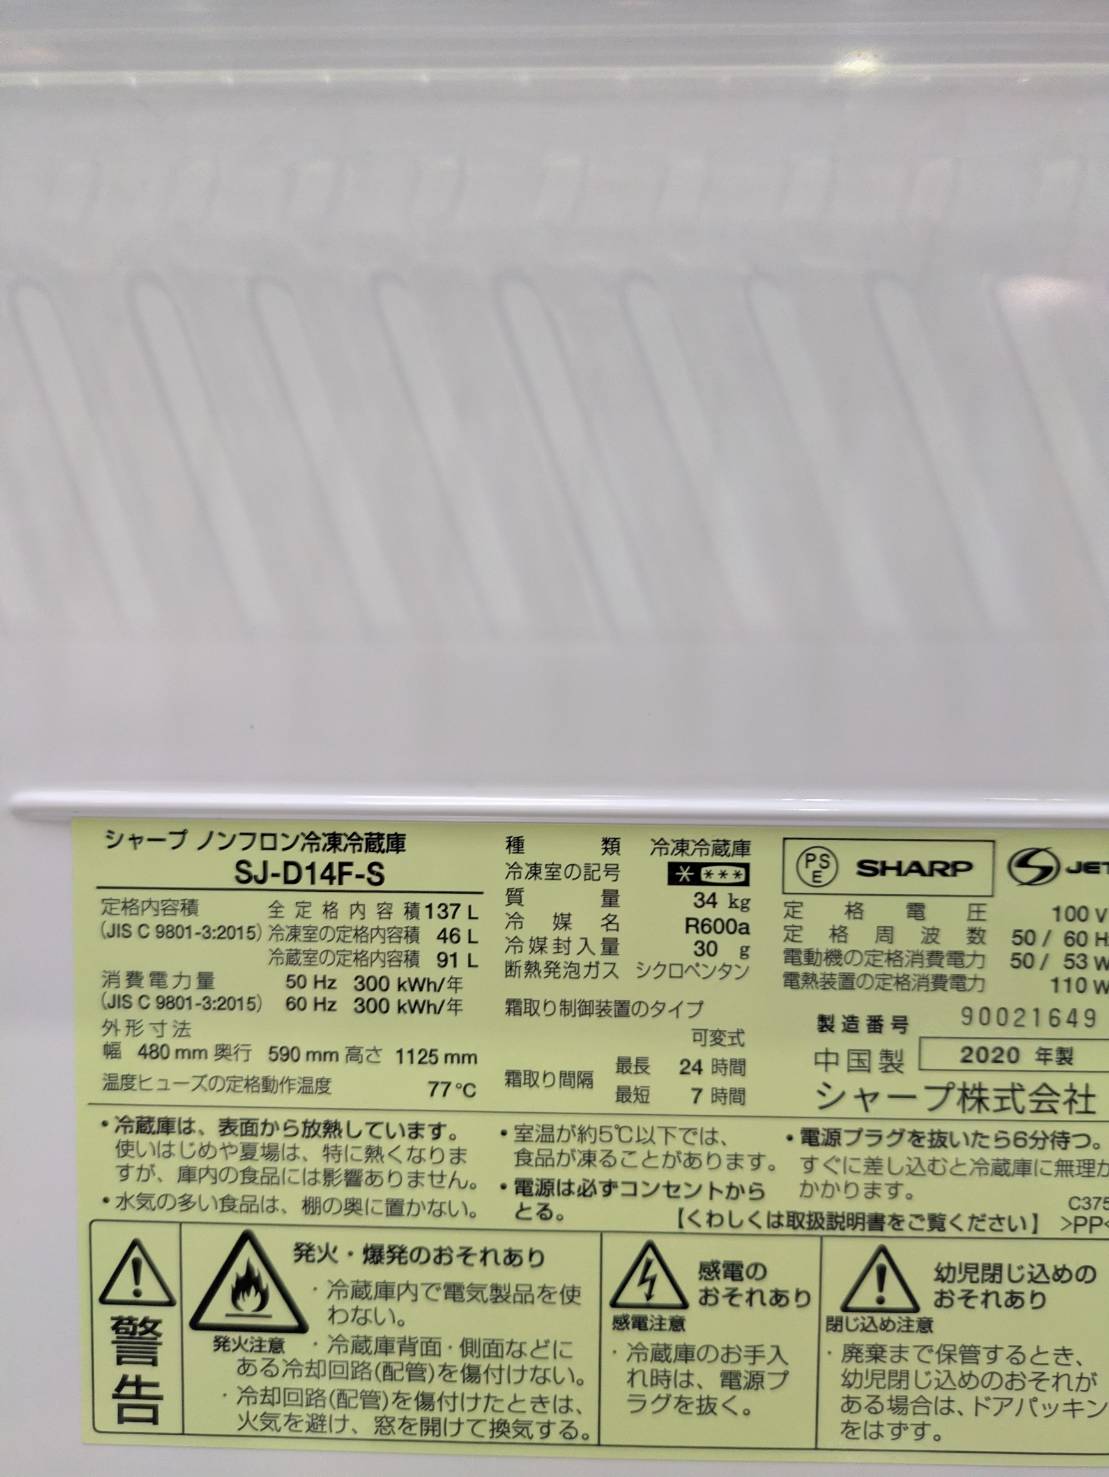 シャープ ノンフロン冷凍冷蔵庫
SJ-D14F-S
定格内容積 全定格内容積 137 L
(JIS C 9801-3:2015) 冷凍室の定格内容積 46 L
冷蔵室の定格内容積 91 L
消費電力量 50 Hz 300 kWh/年
(JIS C 9801-3:2015) 60 Hz 300 kWh/年
外形寸法
幅 480 mm 奥行 590 mm 高さ 1125 mm
温度ヒューズの定格動作温度 77℃
種類 冷凍冷蔵庫
冷凍室の記号 * ***
質量 34 kg
冷媒名 R600a
冷媒封入量 30 g
断熱発泡ガス シクロペンタン
霜取り制御装置のタイプ
可変式
霜取り間隔 最長 24 時間
最短 7 時間
PSE SHARP JET
定格電圧 100 V
定格周波数 50 / 60 Hz
電動機の定格消費電力 50 / 53 W
電熱装置の定格消費電力 110 W
製造番号 90021649
中国製 2020 年製
シャープ株式会社
・冷蔵庫は、表面から放熱しています。
使いはじめや夏場は、特に熱くなりま
すが、庫内の食品には影響ありません。
・水気の多い食品は、棚の奥に置かない。
・室温が約5℃以下では、
食品が凍ることがあります。
・電源は必ずコンセントから
とる。
・電源プラグを抜いたら6分待つ。
すぐに差し込むと冷蔵庫に無理が
かかります。
C375
【くわしくは取扱説明書をご覧ください】 >PP<
警告
発火・爆発のおそれあり
発火注意
・冷蔵庫内で電気製品を使
わない。
・冷蔵庫背面・側面などに
ある冷却回路(配管)を傷付けない。
・冷却回路(配管)を傷付けたときは、
火気を避け、窓を開けて換気する。
感電の
おそれあり
感電注意
・冷蔵庫のお手入
れ時は、電源プ
ラグを抜く。
幼児閉じ込めの
おそれあり
閉じ込め注意
・廃棄まで保管するとき、
幼児閉じ込めのおそれが
ある場合は、ドアパッキン
をはずす。